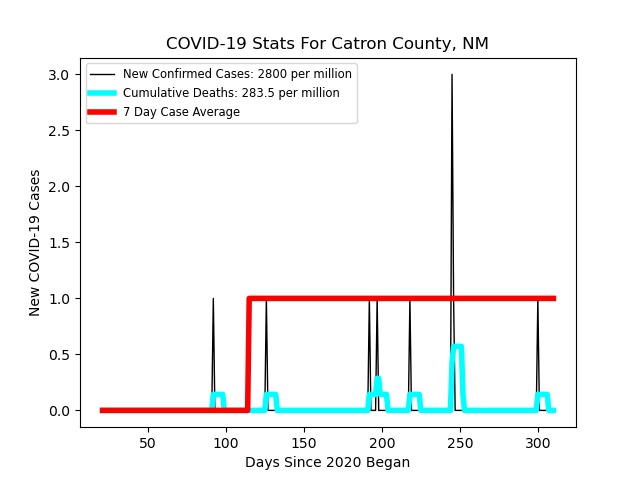 COVID-19 Stats For Catron County, NM
New Confirmed Cases: 2800 per million
Cumulative Deaths: 283.5 per million
7 Day Case Average
New COVID-19 Cases
3.0
2.5
2.0
1.5
1.0
0.5
0.0
50 100 150 200 250 300
Days Since 2020 Began